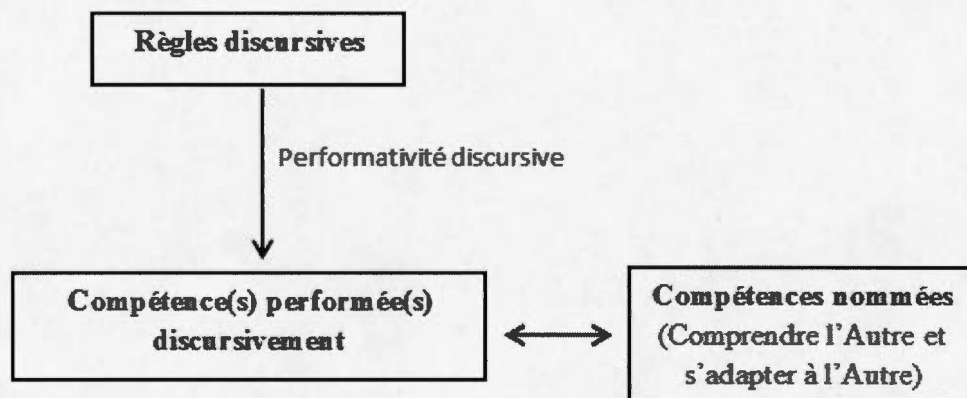 Règles discursives
Performativité discursive
Compétence(s) performée(s)
discursivement
Compétences nommées
(Comprendre l'Autre et
s'adapter à l'Autre)